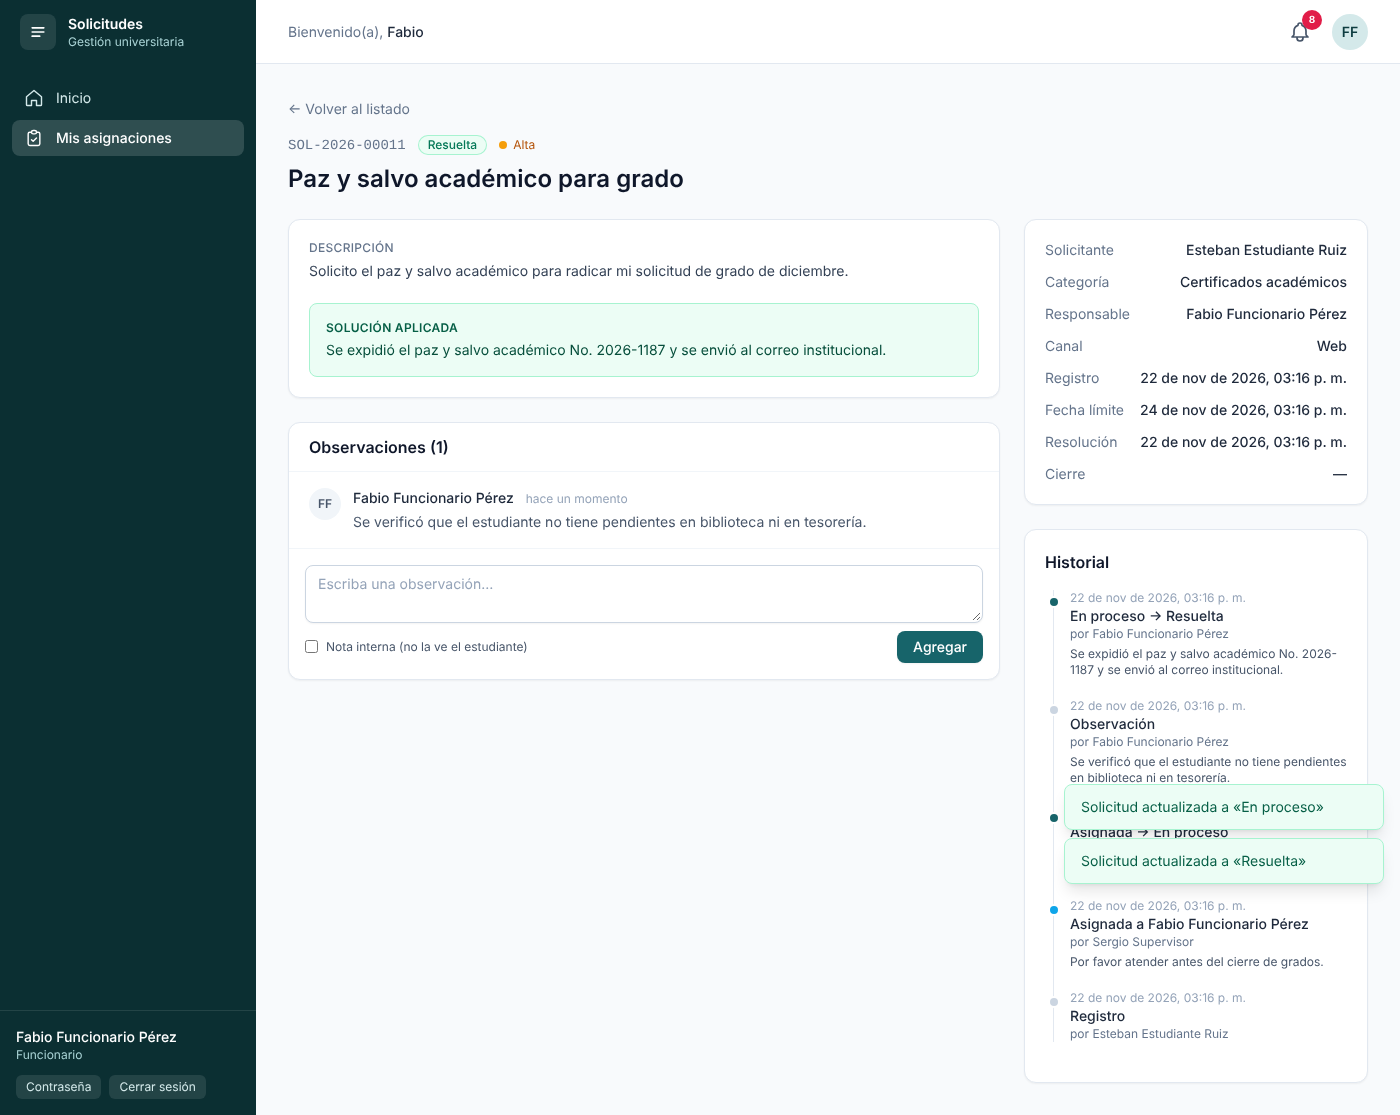 Solicitudes
Gestión universitaria
Inicio
Mis asignaciones
Fabio Funcionario Pérez
Funcionario
Contraseña
Cerrar sesión
Bienvenido(a), Fabio
8
FF
← Volver al listado
SOL-2026-00011
Resuelta
Alta
Paz y salvo académico para grado
DESCRIPCIÓN
Solicito el paz y salvo académico para radicar mi solicitud de grado de diciembre.
SOLUCIÓN APLICADA
Se expidió el paz y salvo académico No. 2026-1187 y se envió al correo institucional.
Observaciones (1)
FF
Fabio Funcionario Pérez hace un momento
Se verificó que el estudiante no tiene pendientes en biblioteca ni en tesorería.
Escriba una observación...
Nota interna (no la ve el estudiante)
Agregar
Solicitante Esteban Estudiante Ruiz
Categoría Certificados académicos
Responsable Fabio Funcionario Pérez
Canal Web
Registro 22 de nov de 2026, 03:16 p. m.
Fecha límite 24 de nov de 2026, 03:16 p. m.
Resolución 22 de nov de 2026, 03:16 p. m.
Cierre —
Historial
22 de nov de 2026, 03:16 p. m.
En proceso → Resuelta
por Fabio Funcionario Pérez
Se expidió el paz y salvo académico No. 2026-
1187 y se envió al correo institucional.
22 de nov de 2026, 03:16 p. m.
Observación
por Fabio Funcionario Pérez
Se verificó que el estudiante no tiene pendientes
en biblioteca ni en tesorería.
Solicitud actualizada a «En proceso»
Asignada → En proceso
Solicitud actualizada a «Resuelta»
22 de nov de 2026, 03:16 p. m.
Asignada a Fabio Funcionario Pérez
por Sergio Supervisor
Por favor atender antes del cierre de grados.
22 de nov de 2026, 03:16 p. m.
Registro
por Esteban Estudiante Ruiz